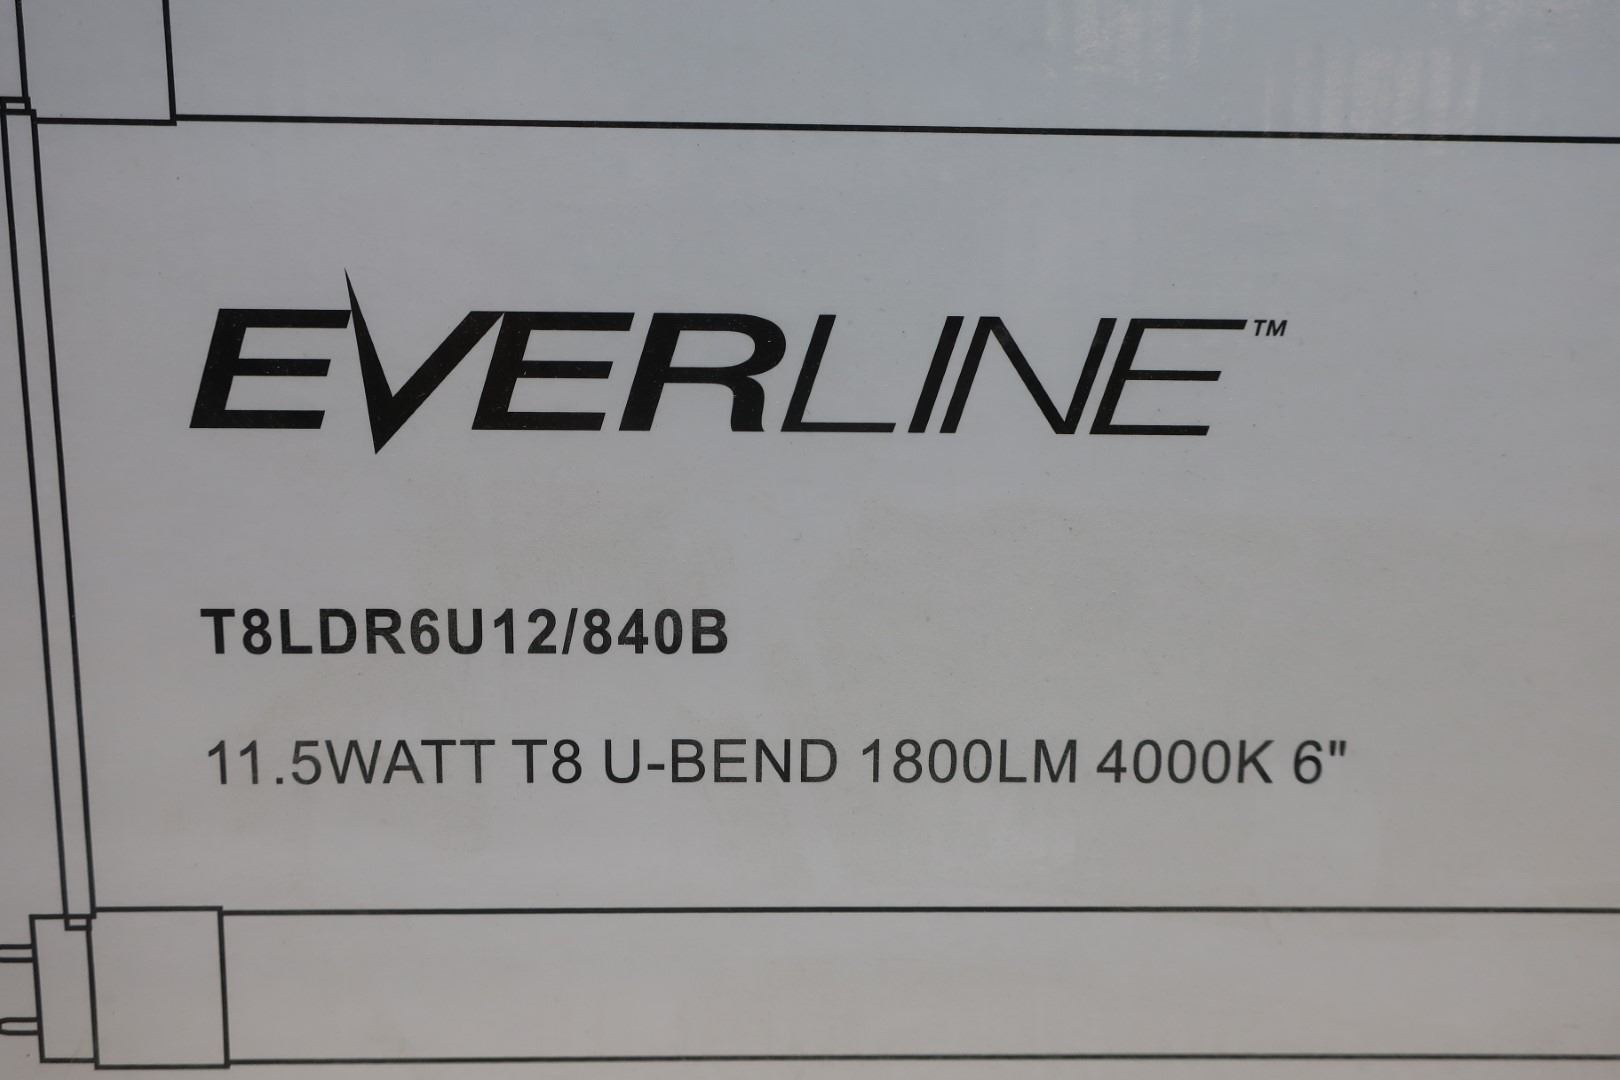 EVERLINE™
T8LDR6U12/840B
11.5WATT T8 U-BEND 1800LM 4000K 6"